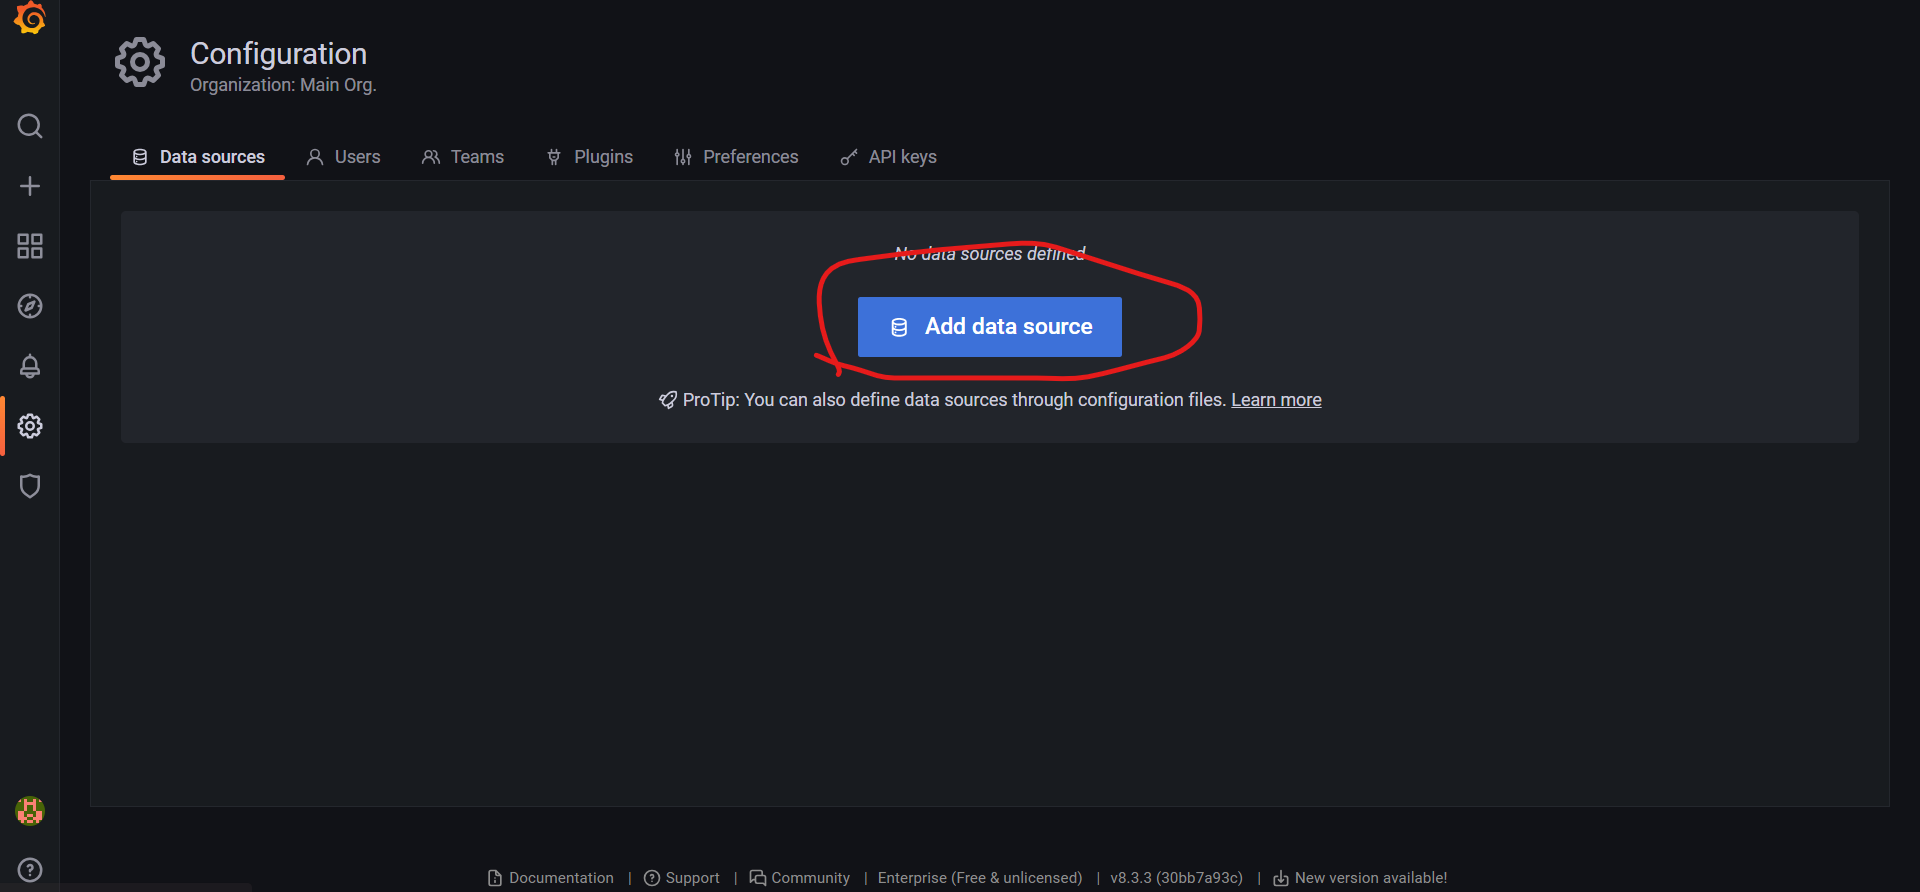 Configuration
Organization: Main Org.
Data sources Users Teams Plugins Preferences API keys
No data sources defined
Add data source
ProTip: You can also define data sources through configuration files. Learn more
Documentation | Support | Community | Enterprise (Free & unlicensed) | v8.3.3 (30bb7a93c) | New version available!